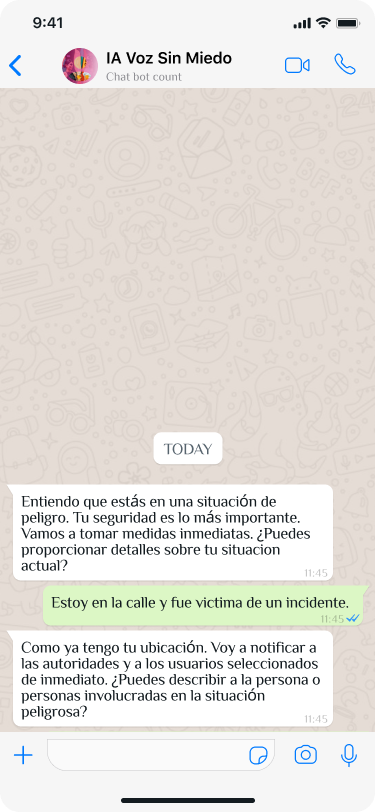 9:41
IA Voz Sin Miedo
Chat bot count
TODAY
Entiendo que estás en una situación de
peligro. Tu seguridad es lo más importante.
Vamos a tomar medidas inmediatas. ¿Puedes
proporcionar detalles sobre tu situacion
actual?
11:45
Estoy en la calle y fue victima de un incidente.
11:45
Como ya tengo tu ubicación. Voy a notificar a
las autoridades y a los usuarios seleccionados
de inmediato. ¿Puedes describir a la persona o
personas involucradas en la situación
peligrosa?
11:45